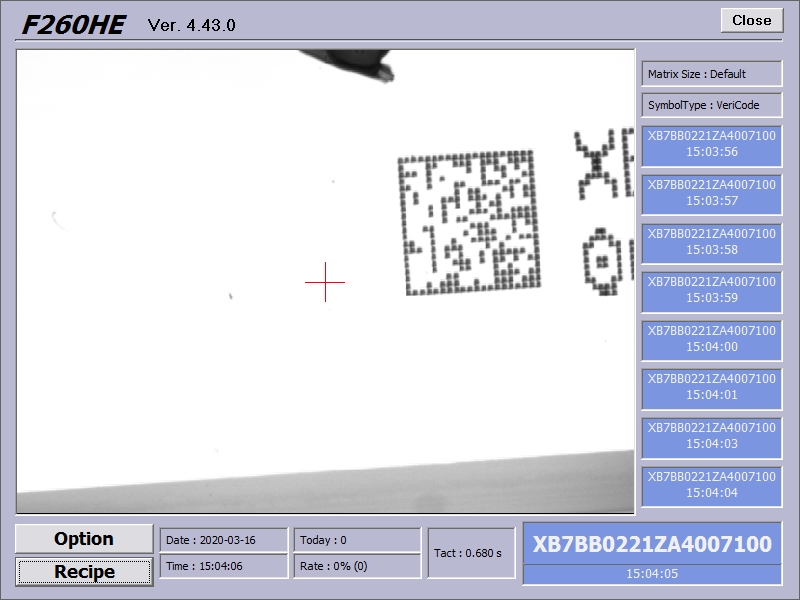 F260HE Ver. 4.43.0 Close
Matrix Size : Default
SymbolType : VeriCode
XB7BB0221ZA4007100
15:03:56
XB7BB0221ZA4007100
15:03:57
XB7BB0221ZA4007100
15:03:58
XB7BB0221ZA4007100
15:03:59
XB7BB0221ZA4007100
15:04:00
XB7BB0221ZA4007100
15:04:01
XB7BB0221ZA4007100
15:04:03
XB7BB0221ZA4007100
15:04:04
Option
Recipe
Date : 2020-03-16
Time : 15:04:06
Today : 0
Rate : 0% (0)
Tact : 0.680 s
XB7BB0221ZA4007100
15:04:05